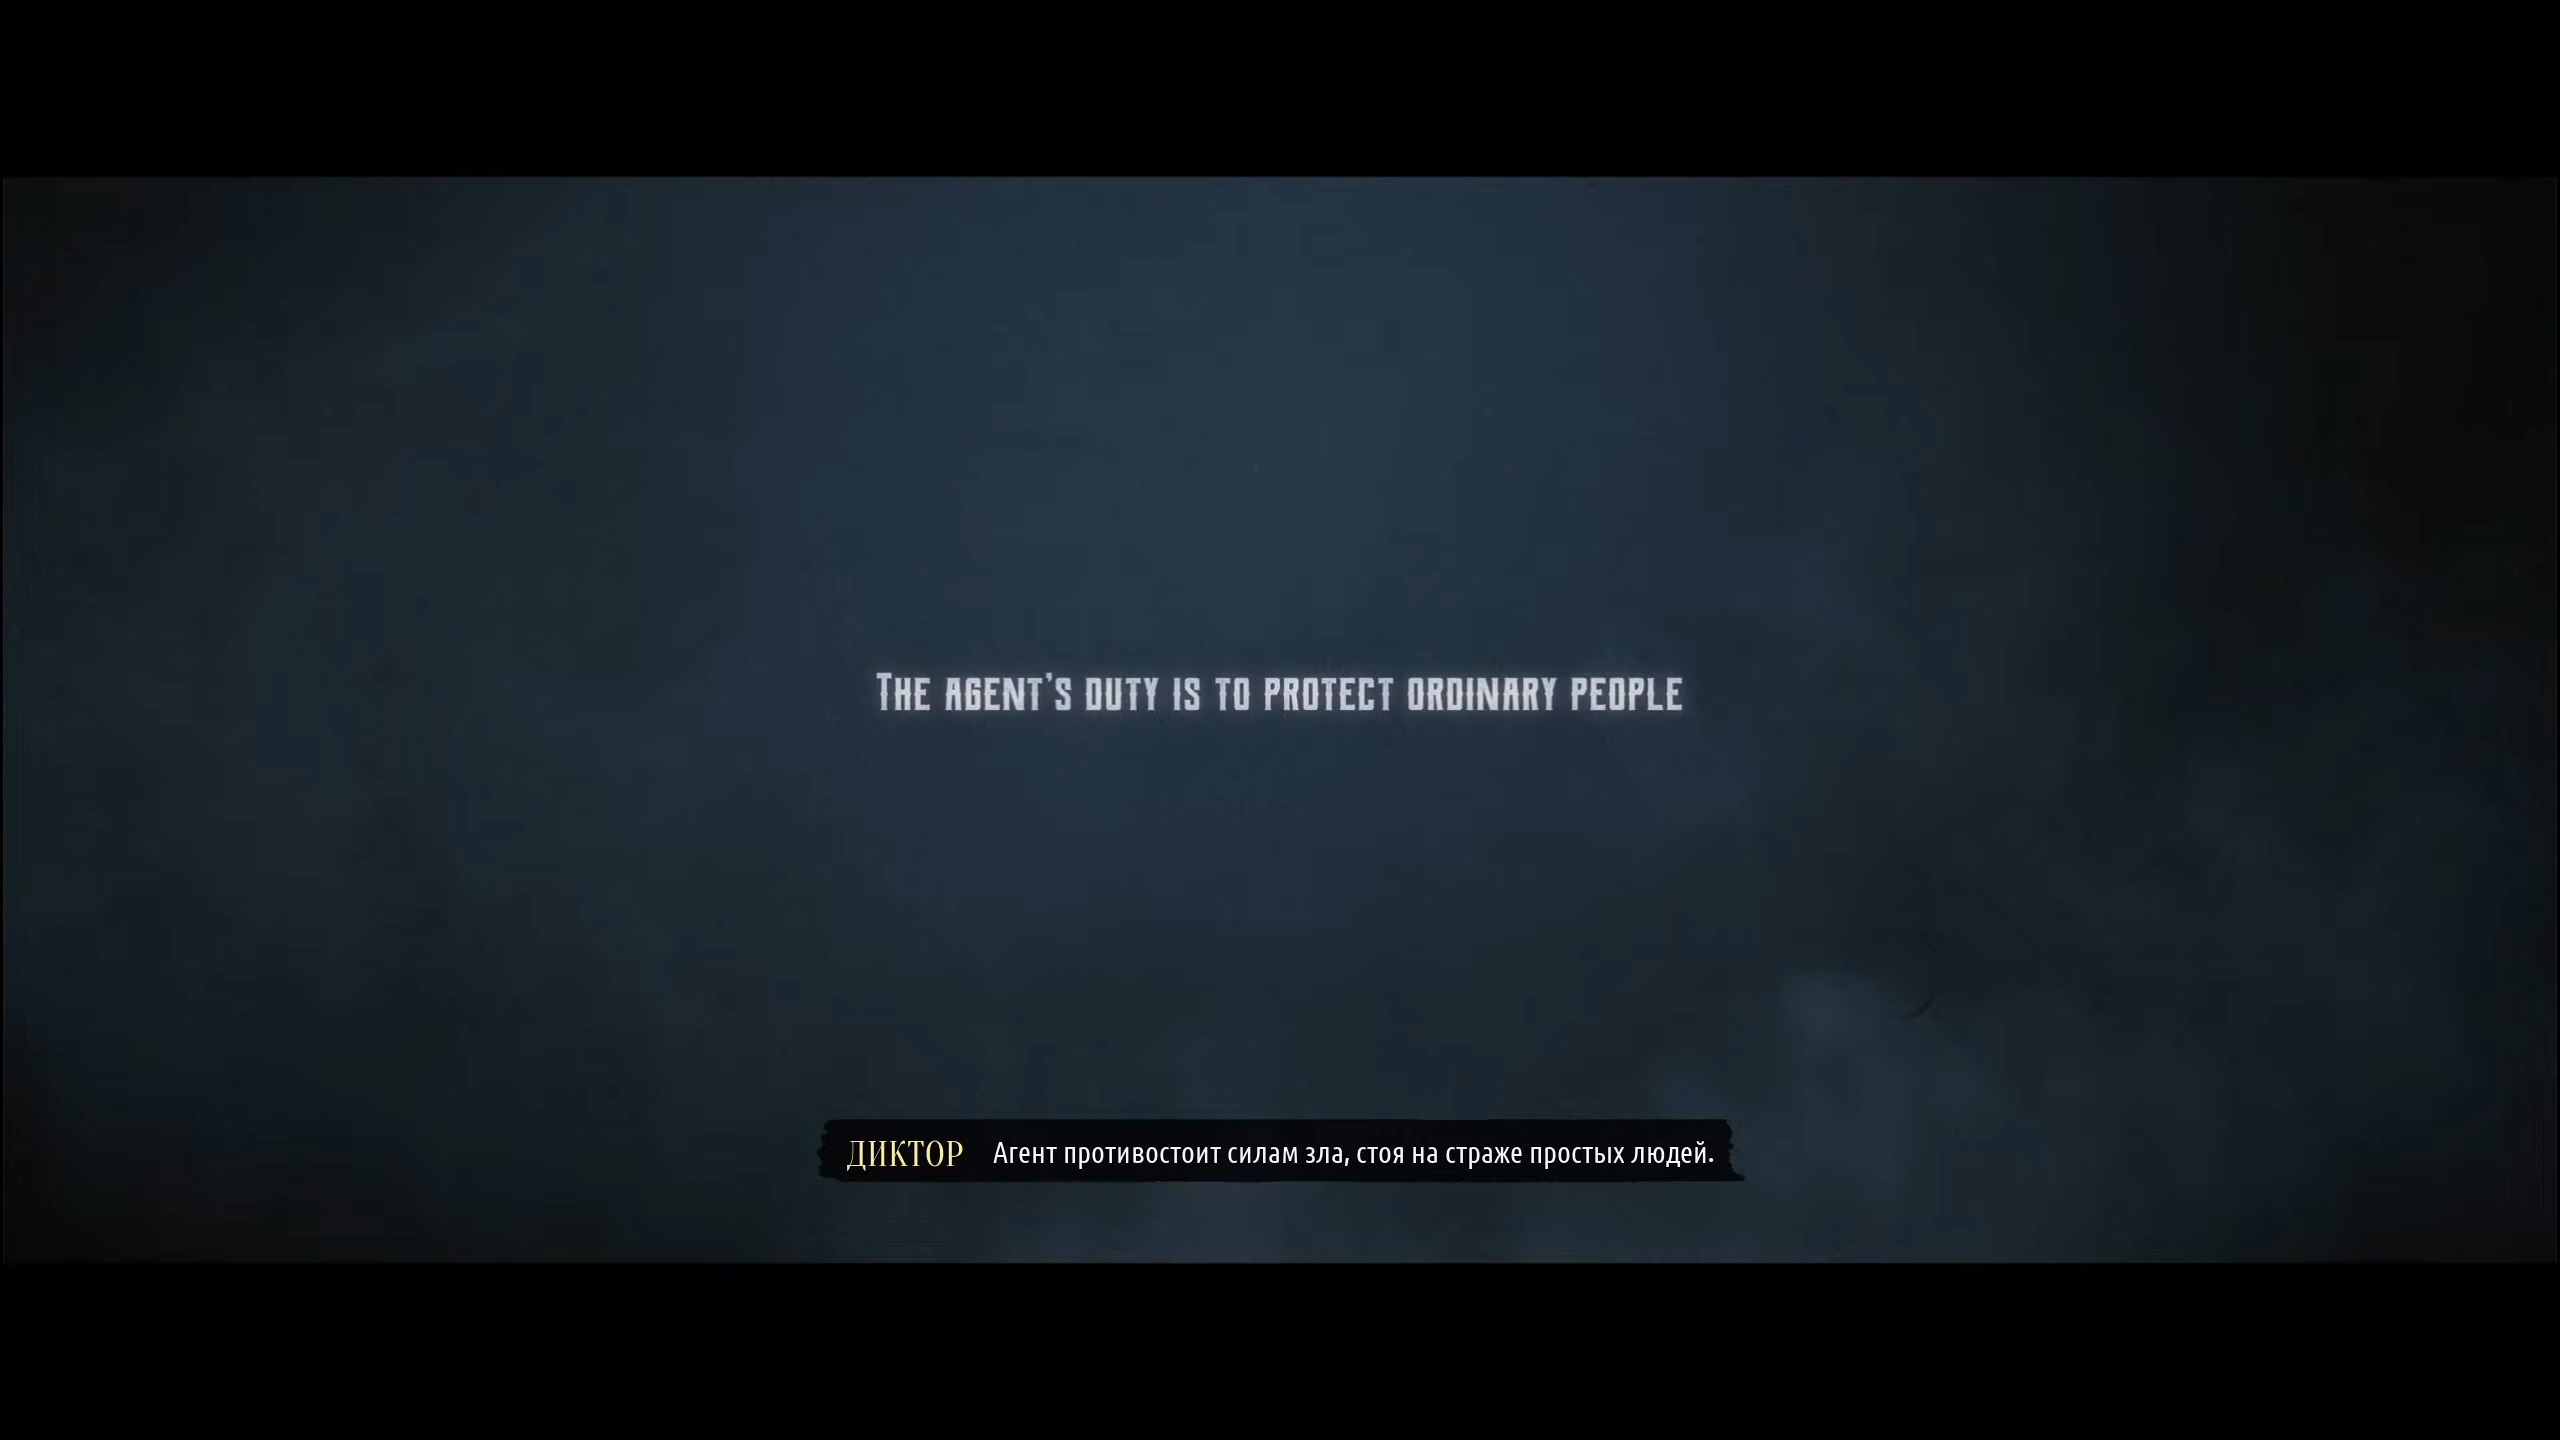 The agent's duty is to protect ordinary people
ДИКТОР Агент противостоит силам зла, стоя на страже простых людей.